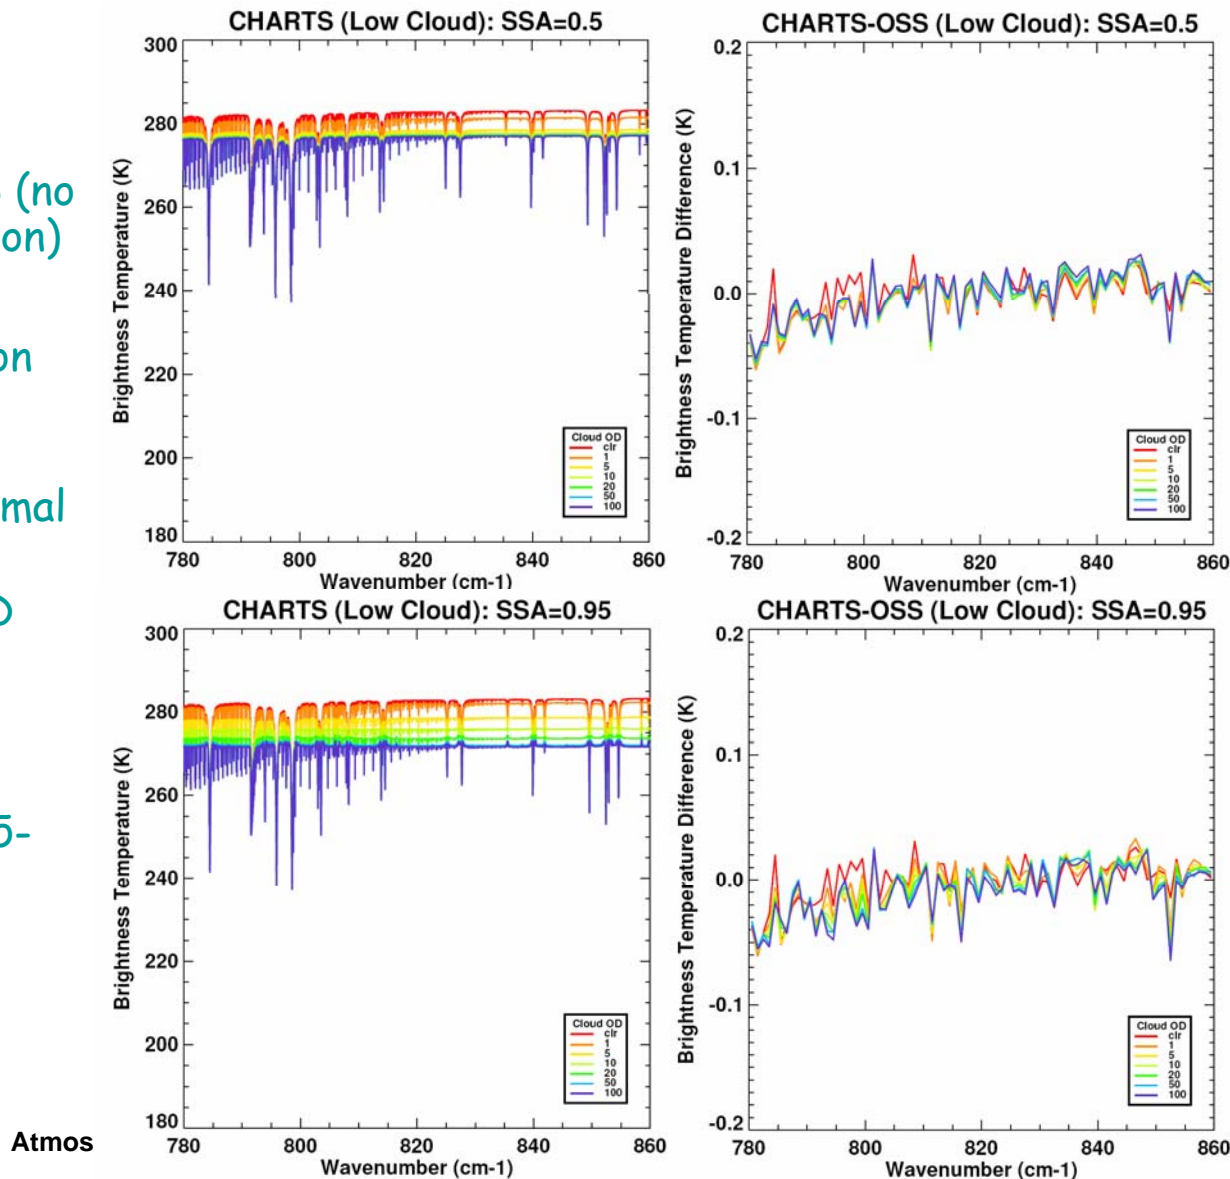 (no
on)
on
mal
5-
Atmos
CHARTS (Low Cloud): SSA=0.5
300
280
260
240
220
200
180
Brightness Temperature (K)
780
800
820
840
860
Wavenumber (cm-1)
Cloud OD
clr
1
5
10
20
50
100
CHARTS-OSS (Low Cloud): SSA=0.5
0.2
0.1
0.0
-0.1
-0.2
Brightness Temperature Difference (K)
780
800
820
840
860
Wavenumber (cm-1)
Cloud OD
clr
1
5
10
20
50
100
CHARTS (Low Cloud): SSA=0.95
300
280
260
240
220
200
180
Brightness Temperature (K)
780
800
820
840
860
Wavenumber (cm-1)
Cloud OD
clr
1
5
10
20
50
100
CHARTS-OSS (Low Cloud): SSA=0.95
0.2
0.1
0.0
-0.1
-0.2
Brightness Temperature Difference (K)
780
800
820
840
860
Wavenumber (cm-1)
Cloud OD
clr
1
5
10
20
50
100